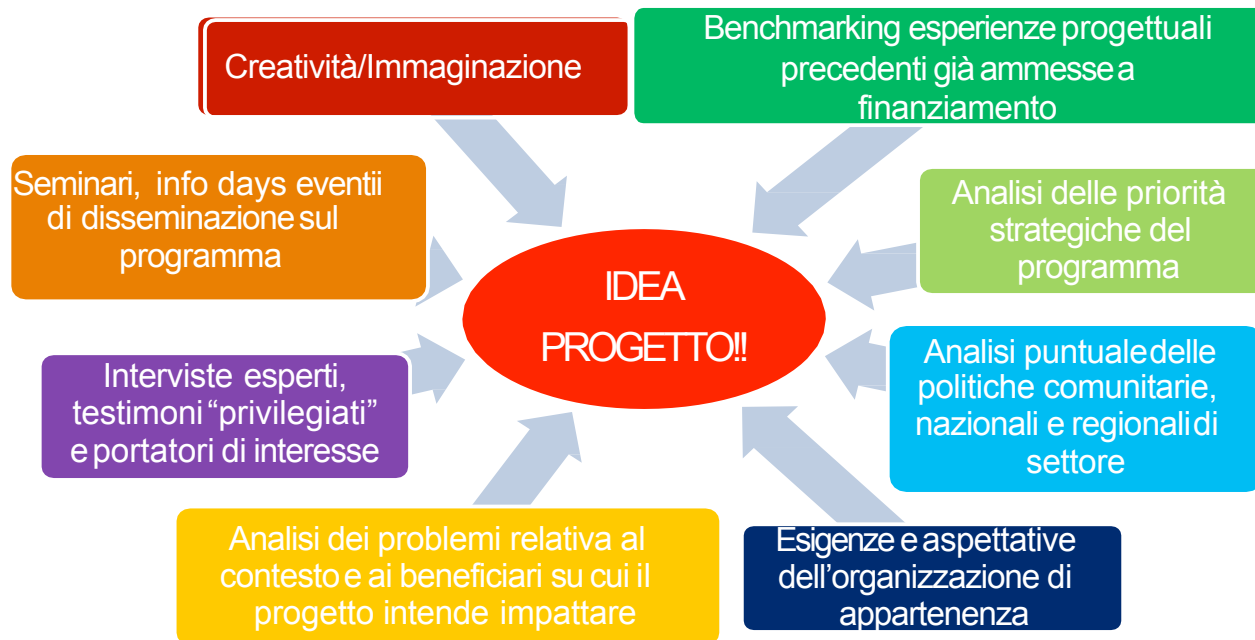 Creatività/Immaginazione
Benchmarking esperienze progettuali
precedenti già ammesse a
finanziamento
Seminari, info days eventii
di disseminazione sul
programma
Analisi delle priorità
strategiche del
programma
IDEA
PROGETTO!!
Interviste esperti,
testimoni “privilegiati”
e portatori di interesse
Analisi puntuale delle
politiche comunitarie,
nazionali e regionali di
settore
Analisi dei problemi relativa al
contesto e ai beneficiari su cui il
progetto intende impattare
Esigenze e aspettative
dell’organizzazione di
appartenenza